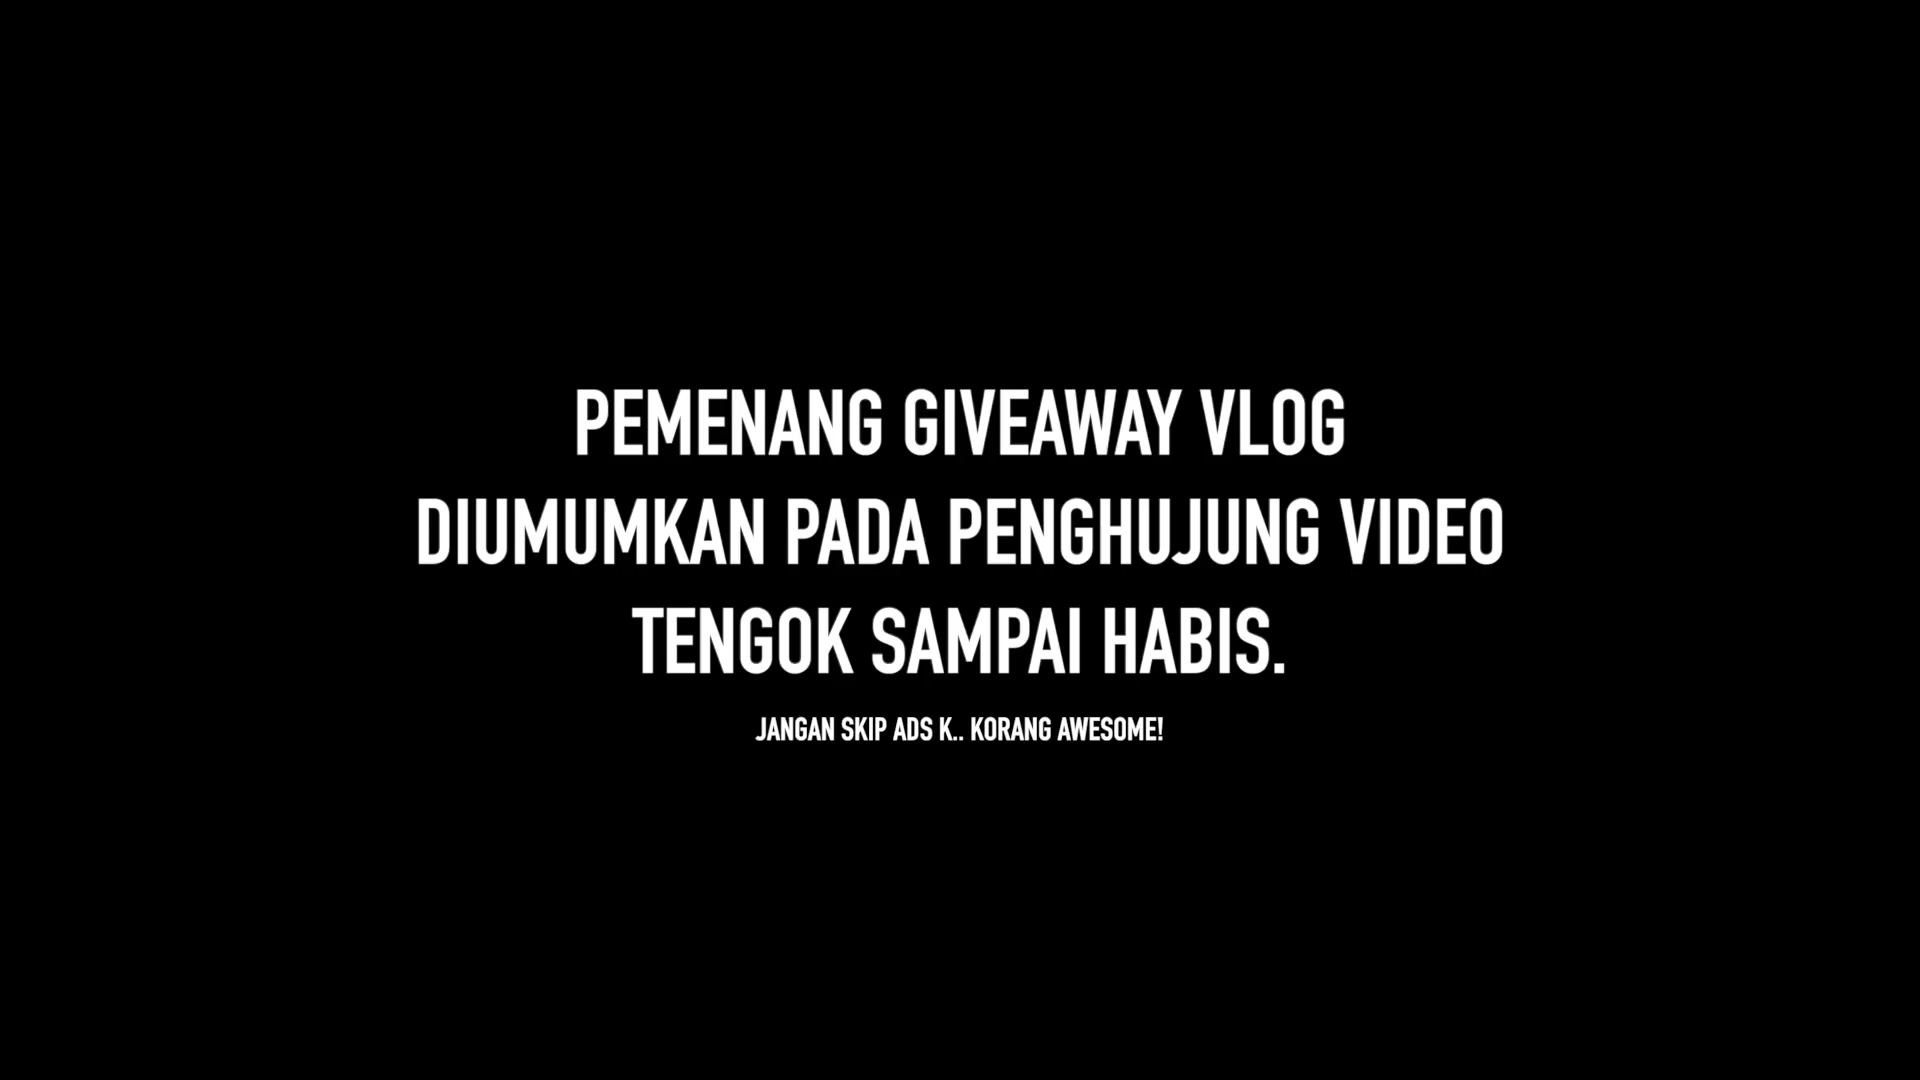 PEMENANG GIVEAWAY VLOG
DIUMUMKAN PADA PENGHUJUNG VIDEO
TENGOK SAMPAI HABIS.
JANGAN SKIP ADS K.. KORANG AWESOME!